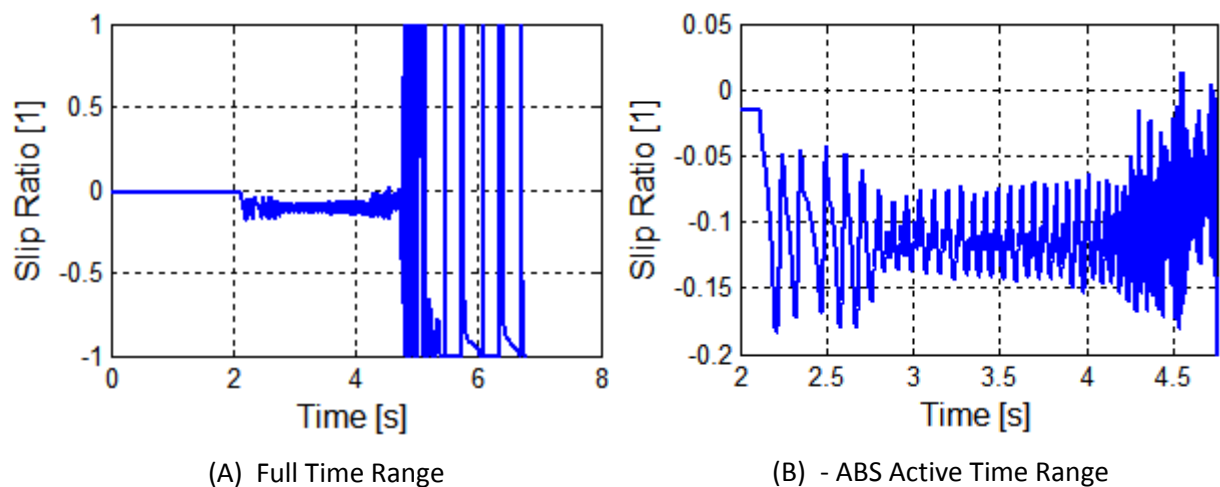 1
0.5
0
-0.5
-1
Slip Ratio [1]
0 2 4 6 8
Time [s]
(A) Full Time Range
0.05
0
-0.05
-0.1
-0.15
-0.2
Slip Ratio [1]
2 2.5 3 3.5 4 4.5
Time [s]
(B) - ABS Active Time Range